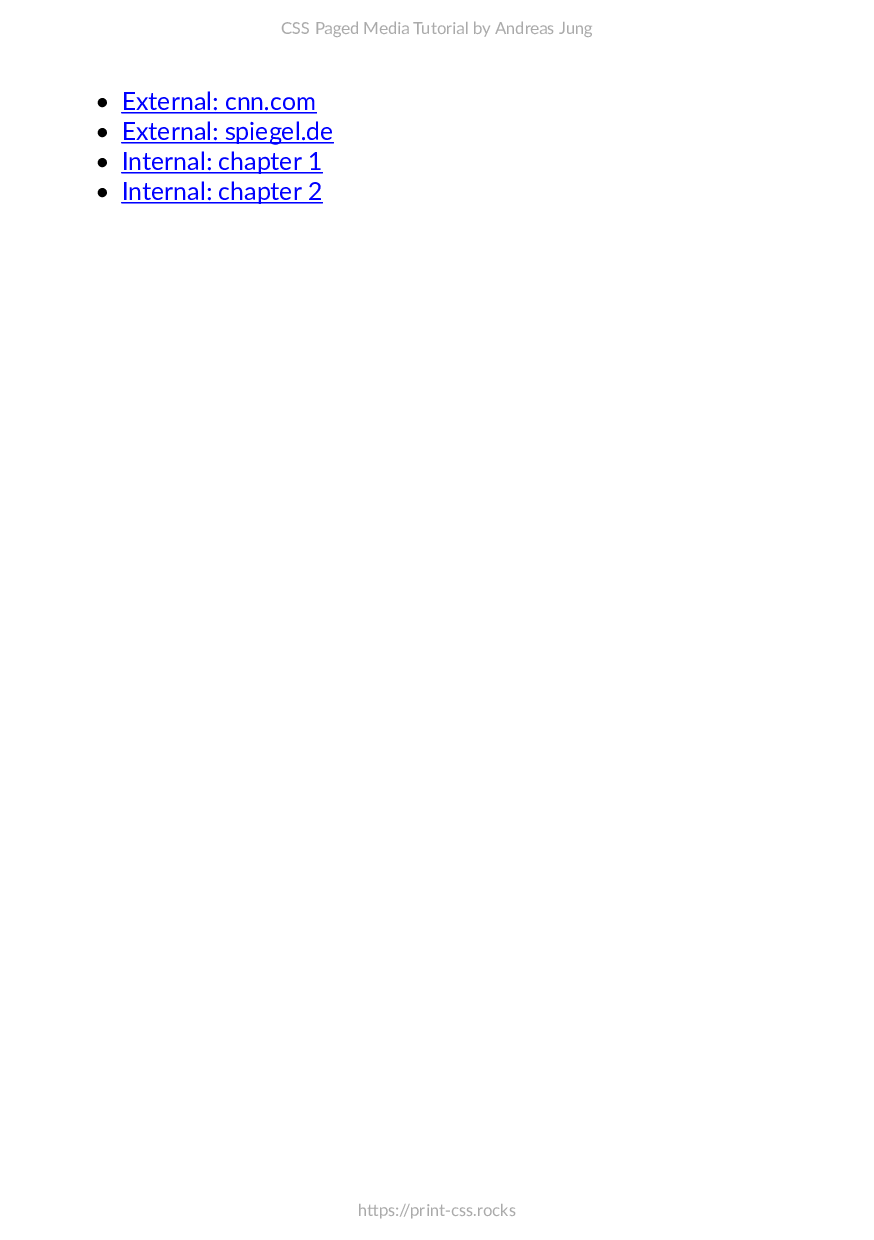 CSS Paged Media Tutorial by Andreas Jung
• External: cnn.com
• External: spiegel.de
• Internal: chapter 1
• Internal: chapter 2
https://print-css.rocks